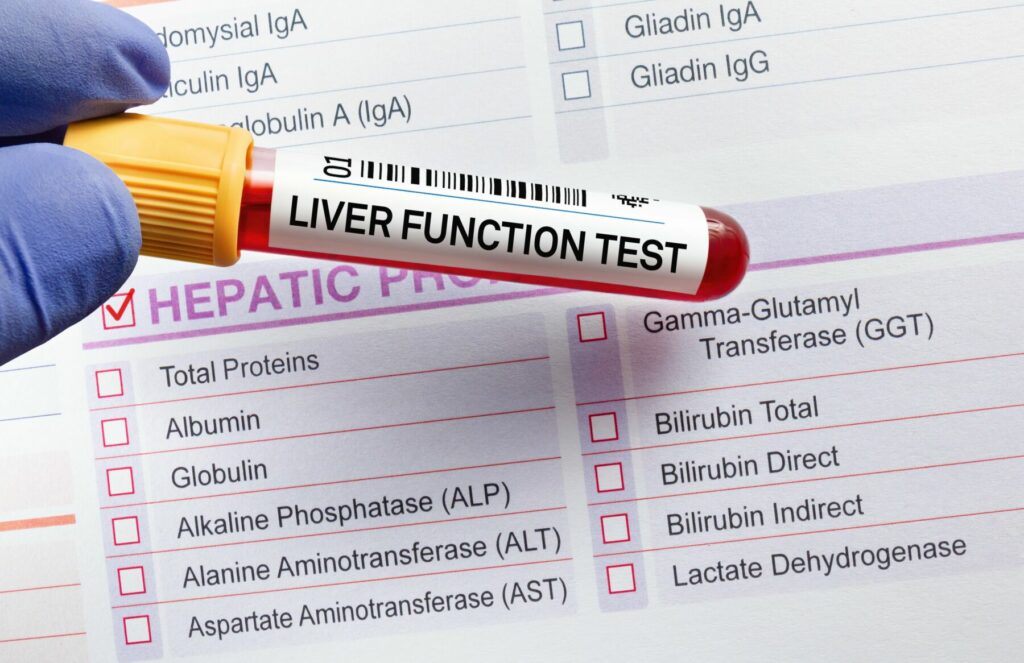 domysial IgA
iculin IgA
globulin A (IgA)
Gliadin IgA
Gliadin IgG
01
LIVER FUNCTION TEST
HEPATIC PRO
Total Proteins
Albumin
Globulin
Alkaline Phosphatase (ALP)
Alanine Aminotransferase (ALT)
Aspartate Aminotransferase (AST)
Gamma-Glutamyl
Transferase (GGT)
Bilirubin Total
Bilirubin Direct
Bilirubin Indirect
Lactate Dehydrogenase